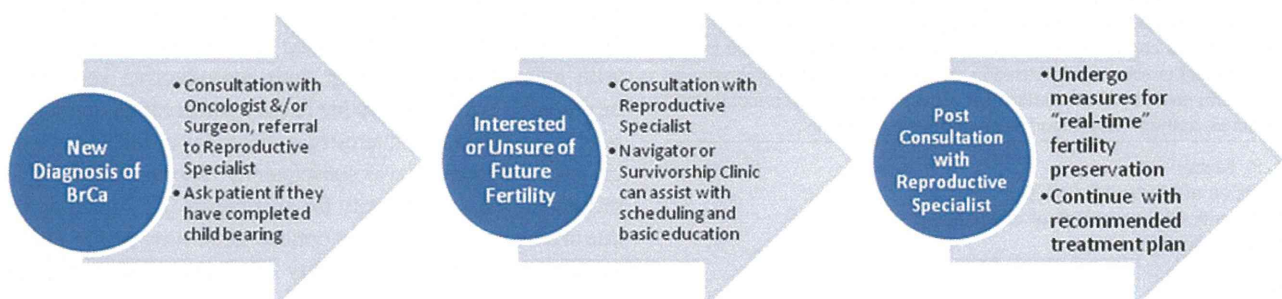 New
Diagnosis of
BrCa
• Consultation with
Oncologist &/or
Surgeon, referral
to Reproductive
Specialist
• Ask patient if they
have completed
child bearing
Interested
or Unsure of
Future
Fertility
• Consultation with
Reproductive
Specialist
• Navigator or
Survivorship Clinic
can assist with
scheduling and
basic education
Post
Consultation
with
Reproductive
Specialist
• Undergo
measures for
"real-time"
fertility
preservation
• Continue with
recommended
treatment plan